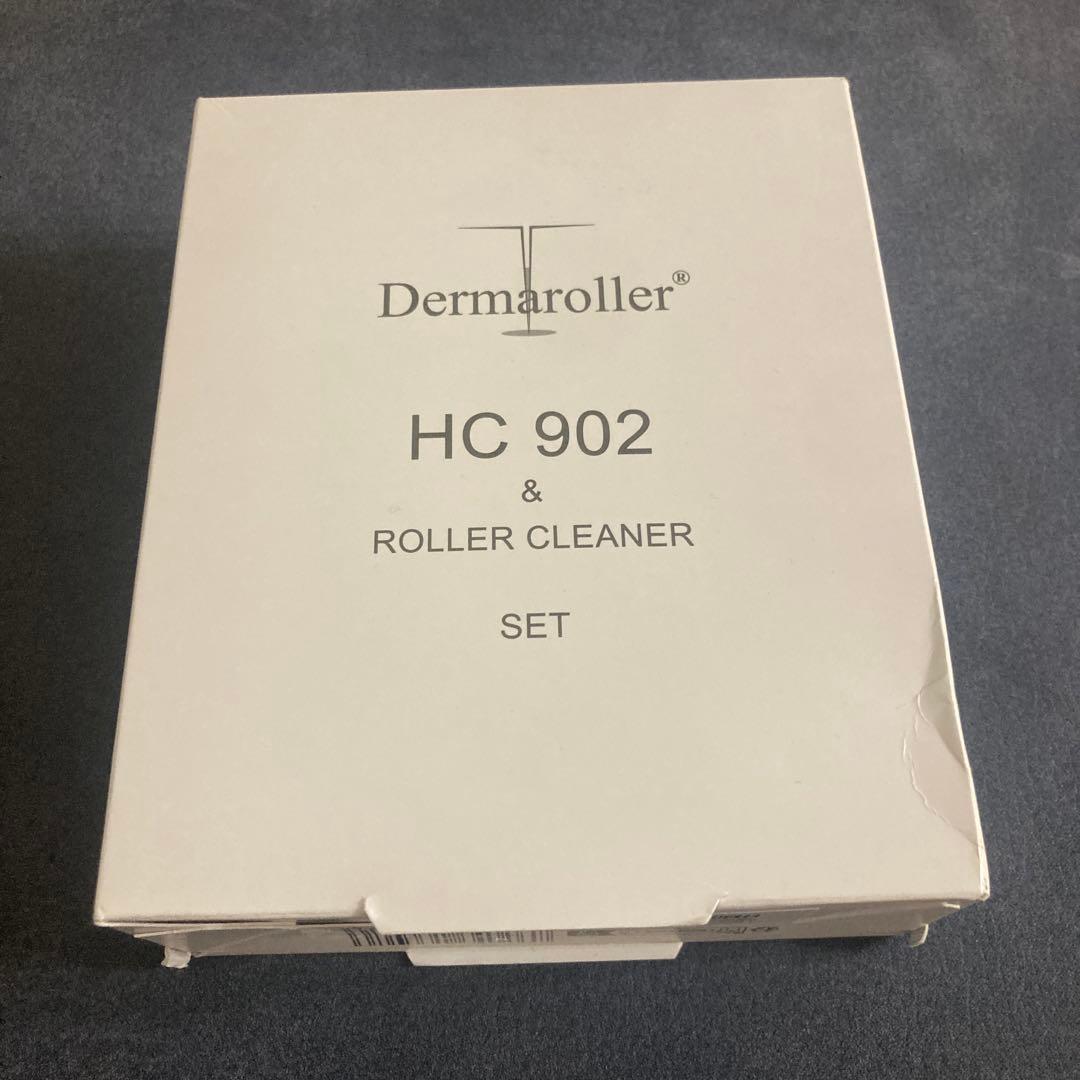 Dermaroller®
HC 902
&
ROLLER CLEANER
SET